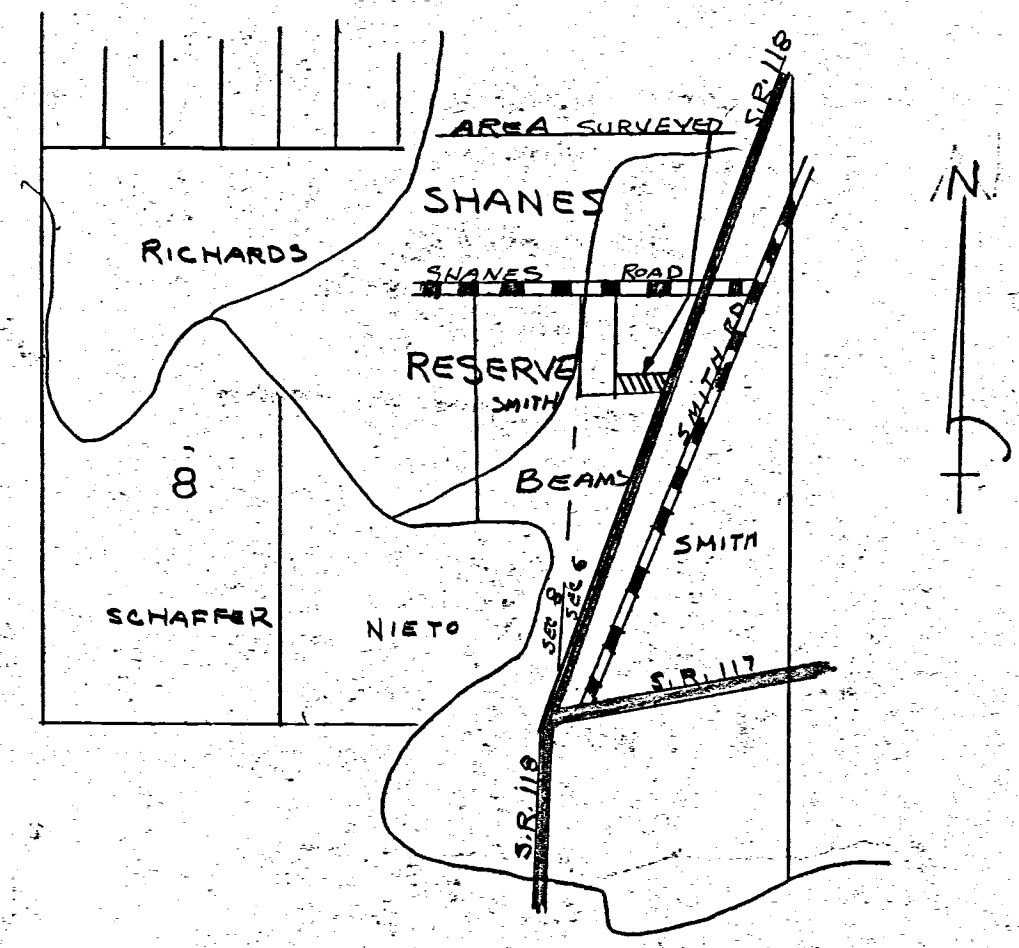 S.R. 118
AREA SURVEYED
N
SHANES
RICHARDS
SHANES ROAD
SMITH RD
RESERVE
SMITH
8
BEAMS
SMITH
SEC 8
SEC 6
SCHAFFER
NIETO
S.R. 117
S.R. 118